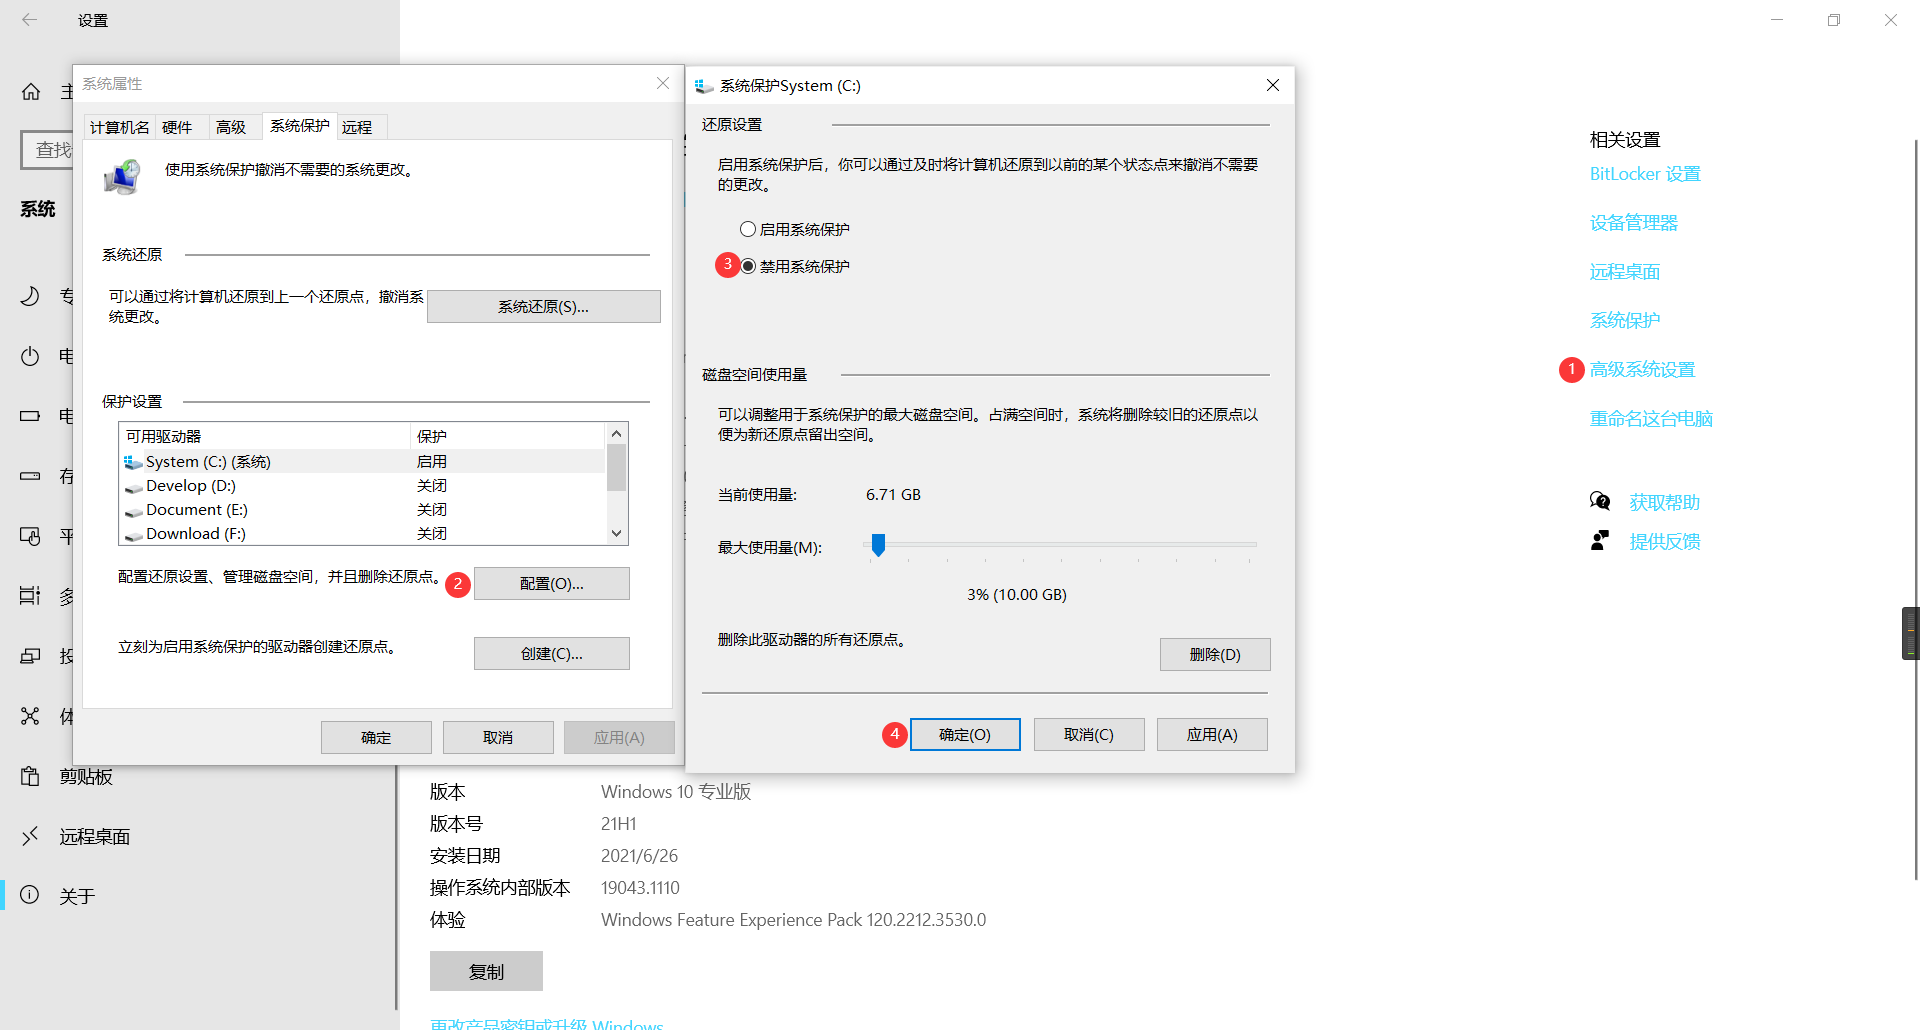 设置
主
查找
系统
专
电
电
存
平
多
投
体
剪贴板
远程桌面
关于
系统属性
计算机名
硬件
高级
系统保护
远程
使用系统保护撤消不需要的系统更改。
系统还原
可以通过将计算机还原到上一个还原点，撤消系
统更改。
系统还原(S)...
保护设置
可用驱动器 保护
System (C:) (系统) 启用
Develop (D:) 关闭
Document (E:) 关闭
Download (F:) 关闭
配置还原设置、管理磁盘空间，并且删除还原点。
2 配置(O)...
立刻为启用系统保护的驱动器创建还原点。
创建(C)...
确定 取消 应用(A)
系统保护System (C:)
还原设置
启用系统保护后，你可以通过及时将计算机还原到以前的某个状态点来撤消不需要
的更改。
启用系统保护
3 禁用系统保护
磁盘空间使用量
可以调整用于系统保护的最大磁盘空间。占满空间时，系统将删除较旧的还原点以
便为新还原点留出空间。
当前使用量: 6.71 GB
最大使用量(M):
3% (10.00 GB)
删除此驱动器的所有还原点。
删除(D)
4 确定(O) 取消(C) 应用(A)
版本 Windows 10 专业版
版本号 21H1
安装日期 2021/6/26
操作系统内部版本 19043.1110
体验 Windows Feature Experience Pack 120.2212.3530.0
复制
更改产品密钥或升级 Windows
相关设置
BitLocker 设置
设备管理器
远程桌面
系统保护
1 高级系统设置
重命名这台电脑
获取帮助
提供反馈